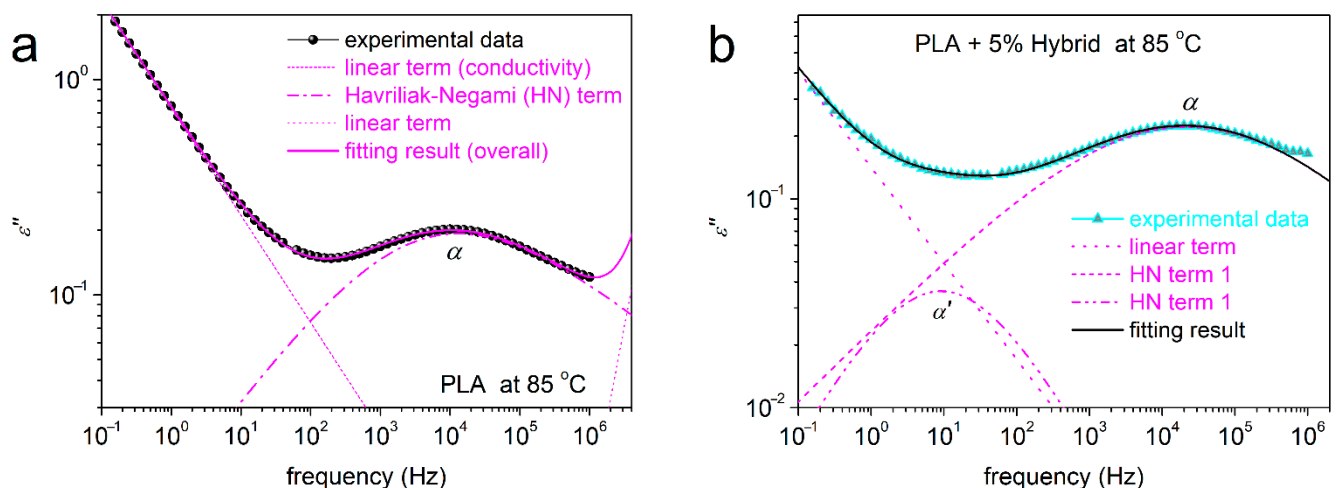 a
experimental data
linear term (conductivity)
Havriliak-Negami (HN) term
linear term
fitting result (overall)
α
PLA at 85 °C
ε"
10⁰
10⁻¹
10⁻¹ 10⁰ 10¹ 10² 10³ 10⁴ 10⁵ 10⁶
frequency (Hz)
b
PLA + 5% Hybrid at 85 °C
α
experimental data
linear term
HN term 1
HN term 1
fitting result
α'
ε"
10⁻¹
10⁻²
10⁻¹ 10⁰ 10¹ 10² 10³ 10⁴ 10⁵ 10⁶
frequency (Hz)